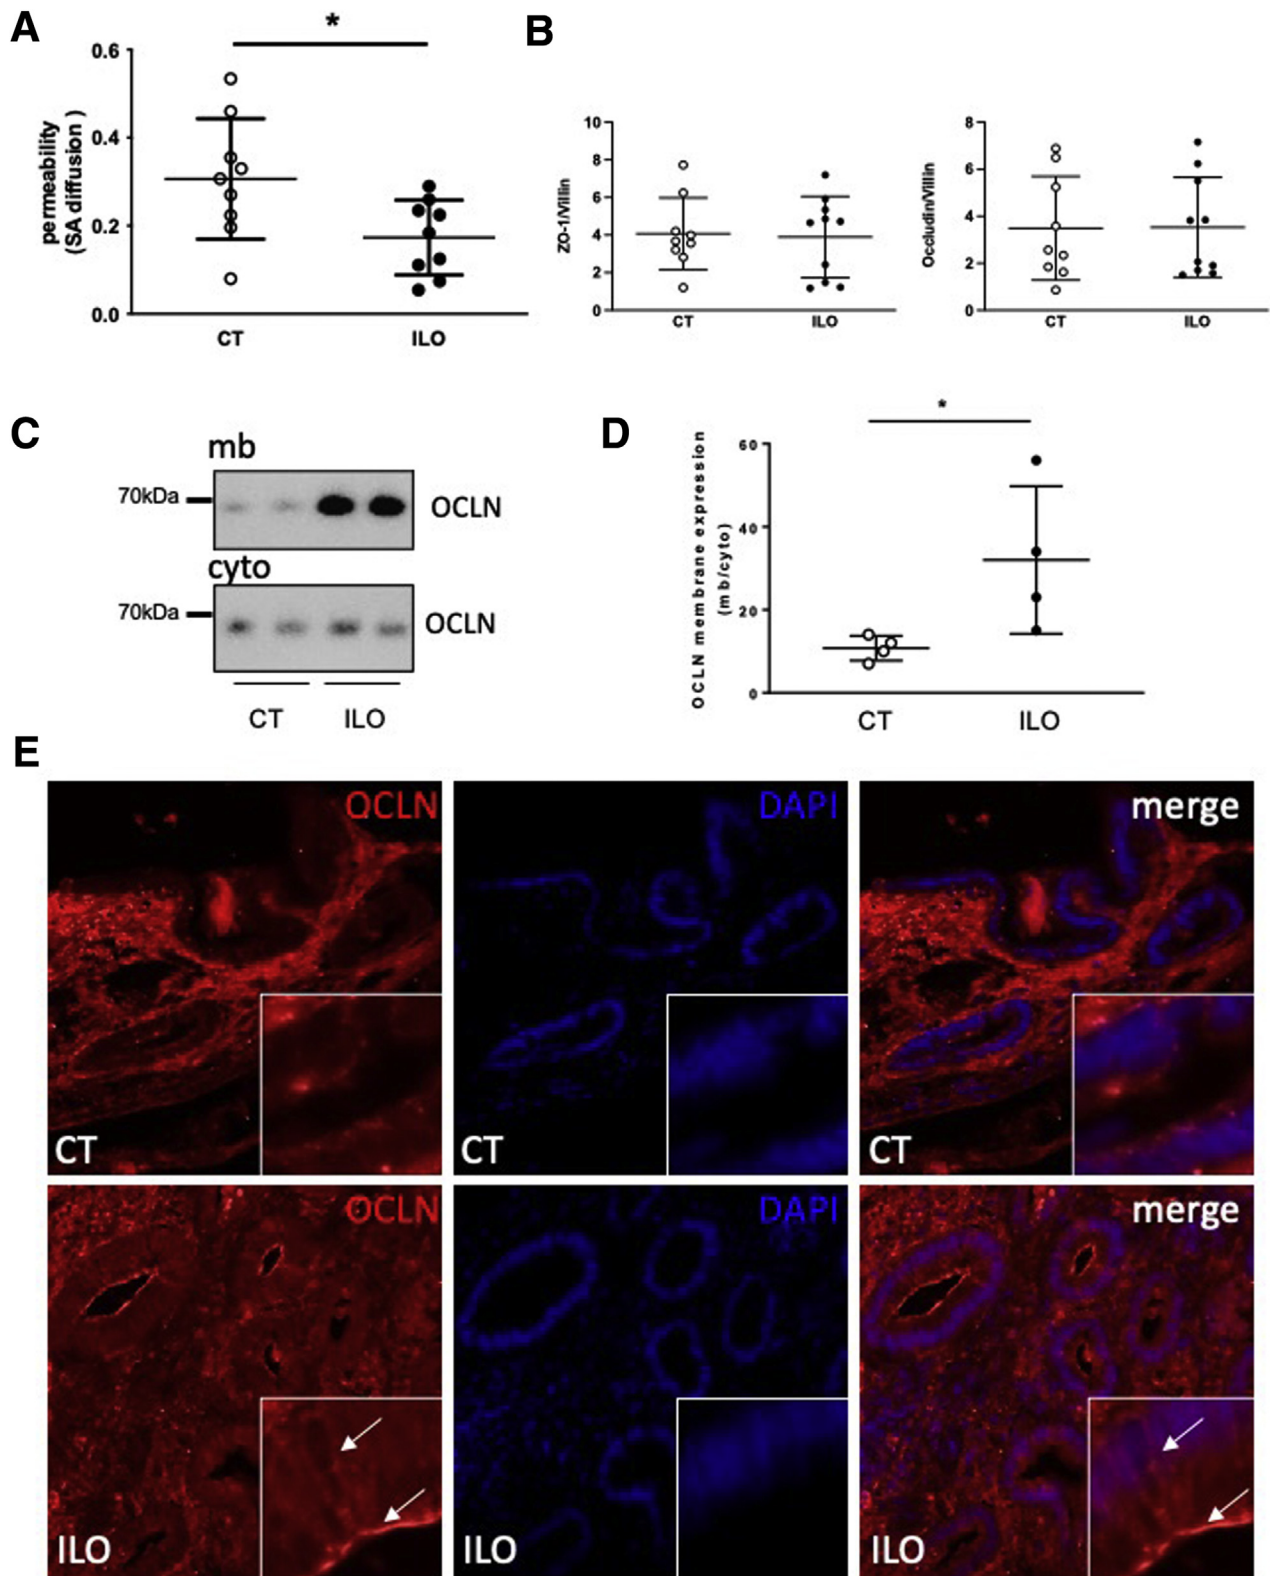 A
*
permeability
(SA diffusion )
0.6
0.4
0.2
0.0
CT
ILO
B
ZO-1/Villin
10
8
6
4
2
0
CT
ILO
Occludin/Villin
8
6
4
2
0
CT
ILO
C
mb
70kDa
OCLN
cyto
70kDa
OCLN
CT
ILO
D
*
OCLN membrane expression
(mb/cyto)
60
40
20
0
CT
ILO
E
OCLN
DAPI
merge
CT
CT
OCLN
DAPI
merge
ILO
ILO
ILO